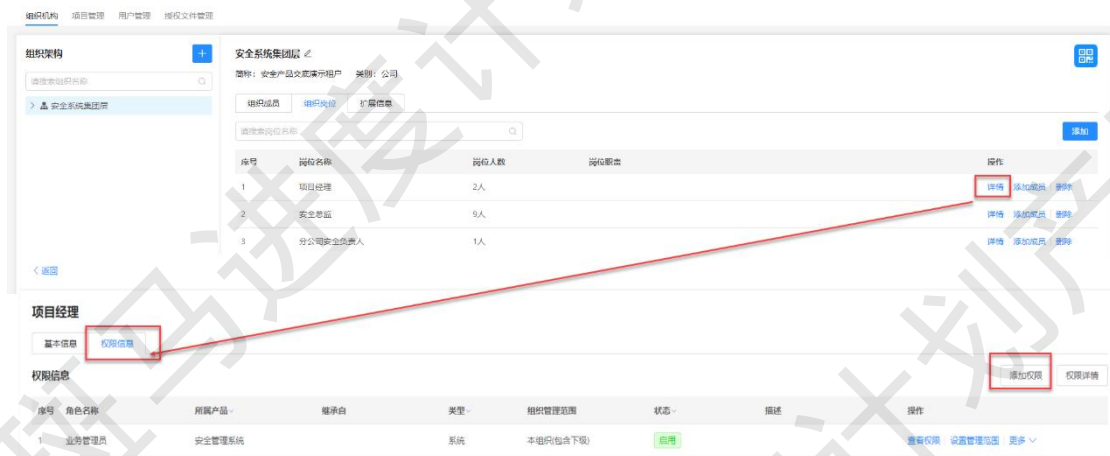 组织机构 项目管理 用户管理 授权文件管理
组织架构 +
请搜索组织名称
安全系统集团层
安全系统集团层
简称：安全产品交底演示租户 类别：公司
组织成员 组织岗位 扩展信息
请搜索岗位名称 添加
序号 岗位名称 岗位人数 岗位职责 操作
1 项目经理 2人 详情 添加成员 删除
2 安全总监 9人 详情 添加成员 删除
3 分公司安全负责人 1人 详情 添加成员 删除
< 返回
项目经理
基本信息 权限信息
权限信息 添加权限 权限详情
序号 角色名称 所属产品 继承自 类型 组织管理范围 状态 描述 操作
1 业务管理员 安全管理系统 系统 本组织(包含下级) 启用 查看权限 设置管理范围 更多
斑马进度计
计划产